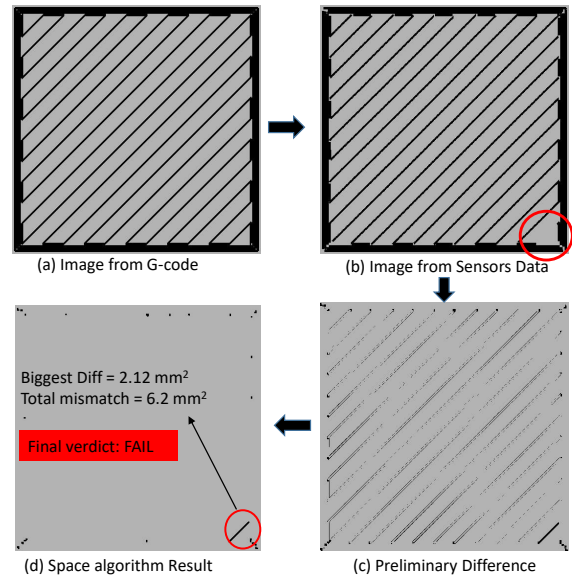 (a) Image from G-code
(b) Image from Sensors Data
Biggest Diff = 2.12 mm²
Total mismatch = 6.2 mm²
Final verdict: FAIL
(d) Space algorithm Result
(c) Preliminary Difference